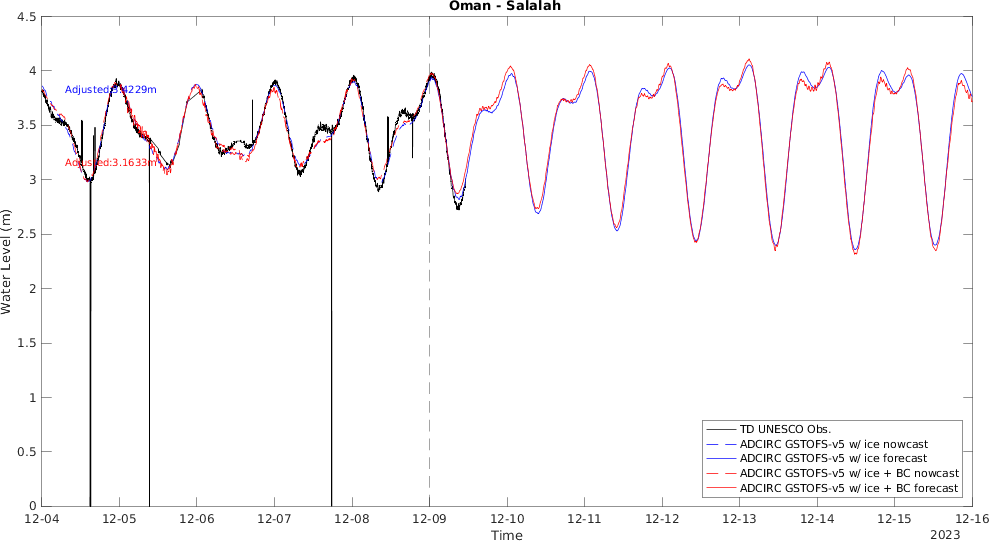 Oman - Salalah
4.5
4
3.5
3
2.5
2
1.5
1
0.5
0
Water Level (m)
Adjusted:3.4229m
Adjusted:3.1633m
TD UNESCO Obs.
ADCIRC GSTOFS-v5 w/ ice nowcast
ADCIRC GSTOFS-v5 w/ ice forecast
ADCIRC GSTOFS-v5 w/ ice + BC nowcast
ADCIRC GSTOFS-v5 w/ ice + BC forecast
12-04 12-05 12-06 12-07 12-08 12-09 12-10 12-11 12-12 12-13 12-14 12-15 12-16
Time
2023